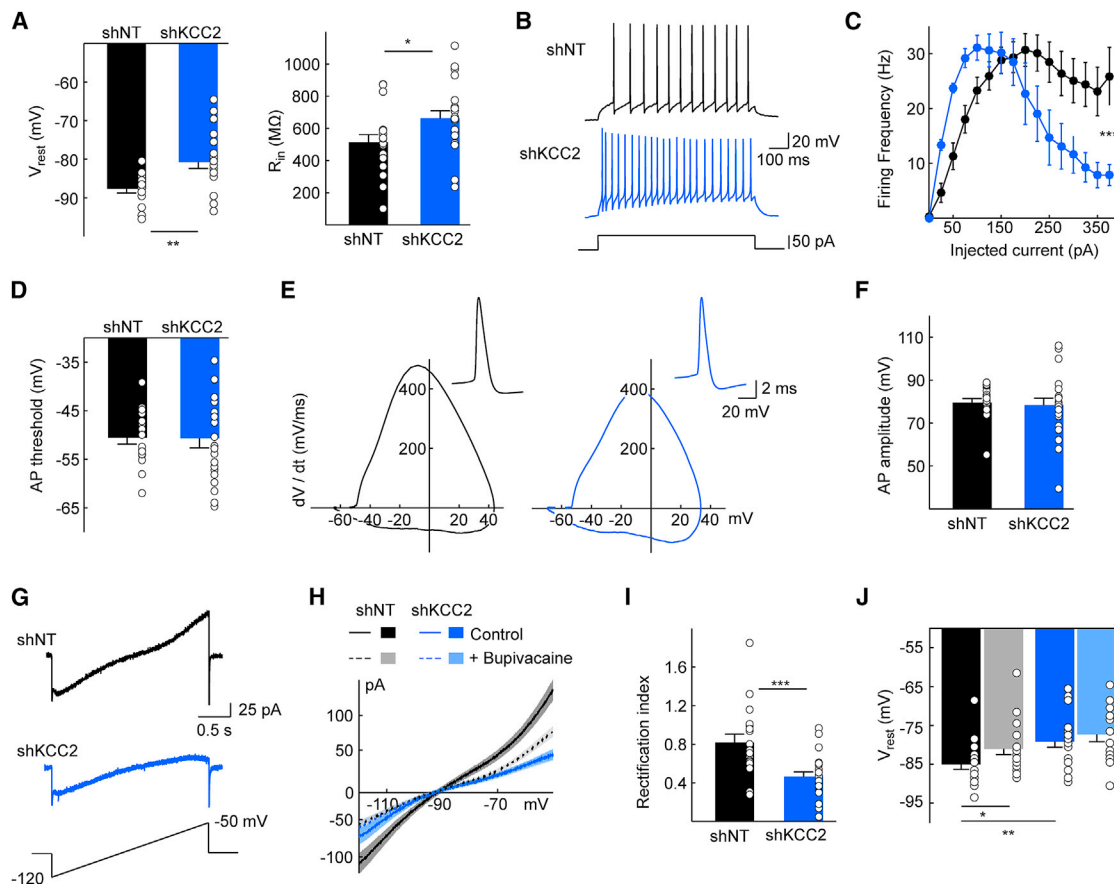 A
shNT shKCC2
-60
-70
-80
-90
Vrest (mV)
**
Rin (MΩ)
1000
800
600
400
200
*
shNT shKCC2
B
shNT
20 mV
100 ms
shKCC2
50 pA
C
Firing Frequency (Hz)
40
30
20
10
***
50 150 250 350
Injected current (pA)
D
shNT shKCC2
-35
-45
-55
-65
AP threshold (mV)
E
dV / dt (mV/ms)
400
200
-60 -40 -20 20 40
400
200
2 ms
20 mV
-60 -40 -20 20 40 mV
F
AP amplitude (mV)
110
90
70
50
shNT shKCC2
G
shNT
25 pA
0.5 s
shKCC2
-50 mV
-120
H
shNT shKCC2
Control
+ Bupivacaine
pA
100
50
0
-50
-100
-110 -90 -70 mV
I
Rectification index
1.6
1.2
0.8
0.4
***
shNT shKCC2
J
-55
-65
-75
-85
-95
Vrest (mV)
*
**